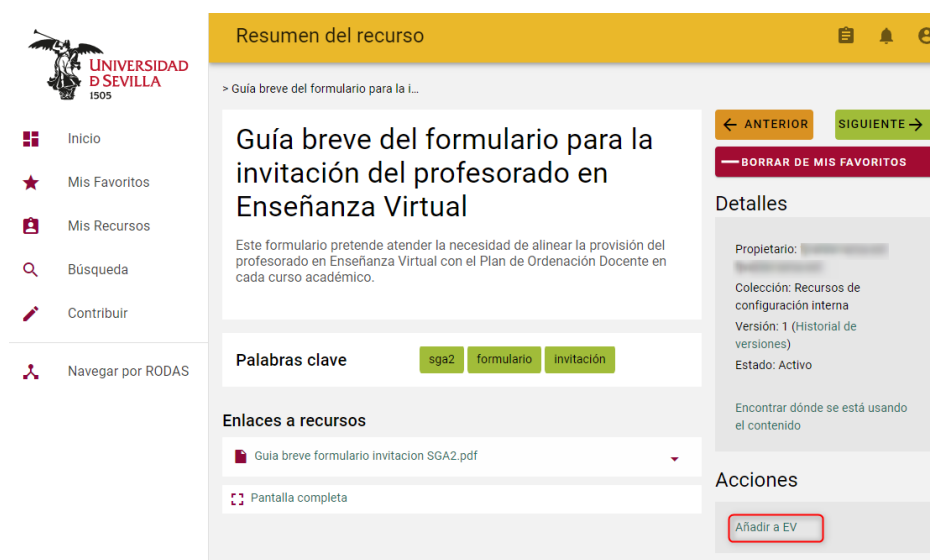 UNIVERSIDAD
D SEVILLA
1505
Inicio
Mis Favoritos
Mis Recursos
Búsqueda
Contribuir
Navegar por RODAS
Resumen del recurso
> Guía breve del formulario para la i...
Guía breve del formulario para la
invitación del profesorado en
Enseñanza Virtual
Este formulario pretende atender la necesidad de alinear la provisión del
profesorado en Enseñanza Virtual con el Plan de Ordenación Docente en
cada curso académico.
Palabras clave
sga2 formulario invitación
Enlaces a recursos
Guia breve formulario invitacion SGA2.pdf
Pantalla completa
ANTERIOR SIGUIENTE
BORRAR DE MIS FAVORITOS
Detalles
Propietario:
Colección: Recursos de
configuración interna
Versión: 1 (Historial de
versiones)
Estado: Activo
Encontrar dónde se está usando
el contenido
Acciones
Añadir a EV